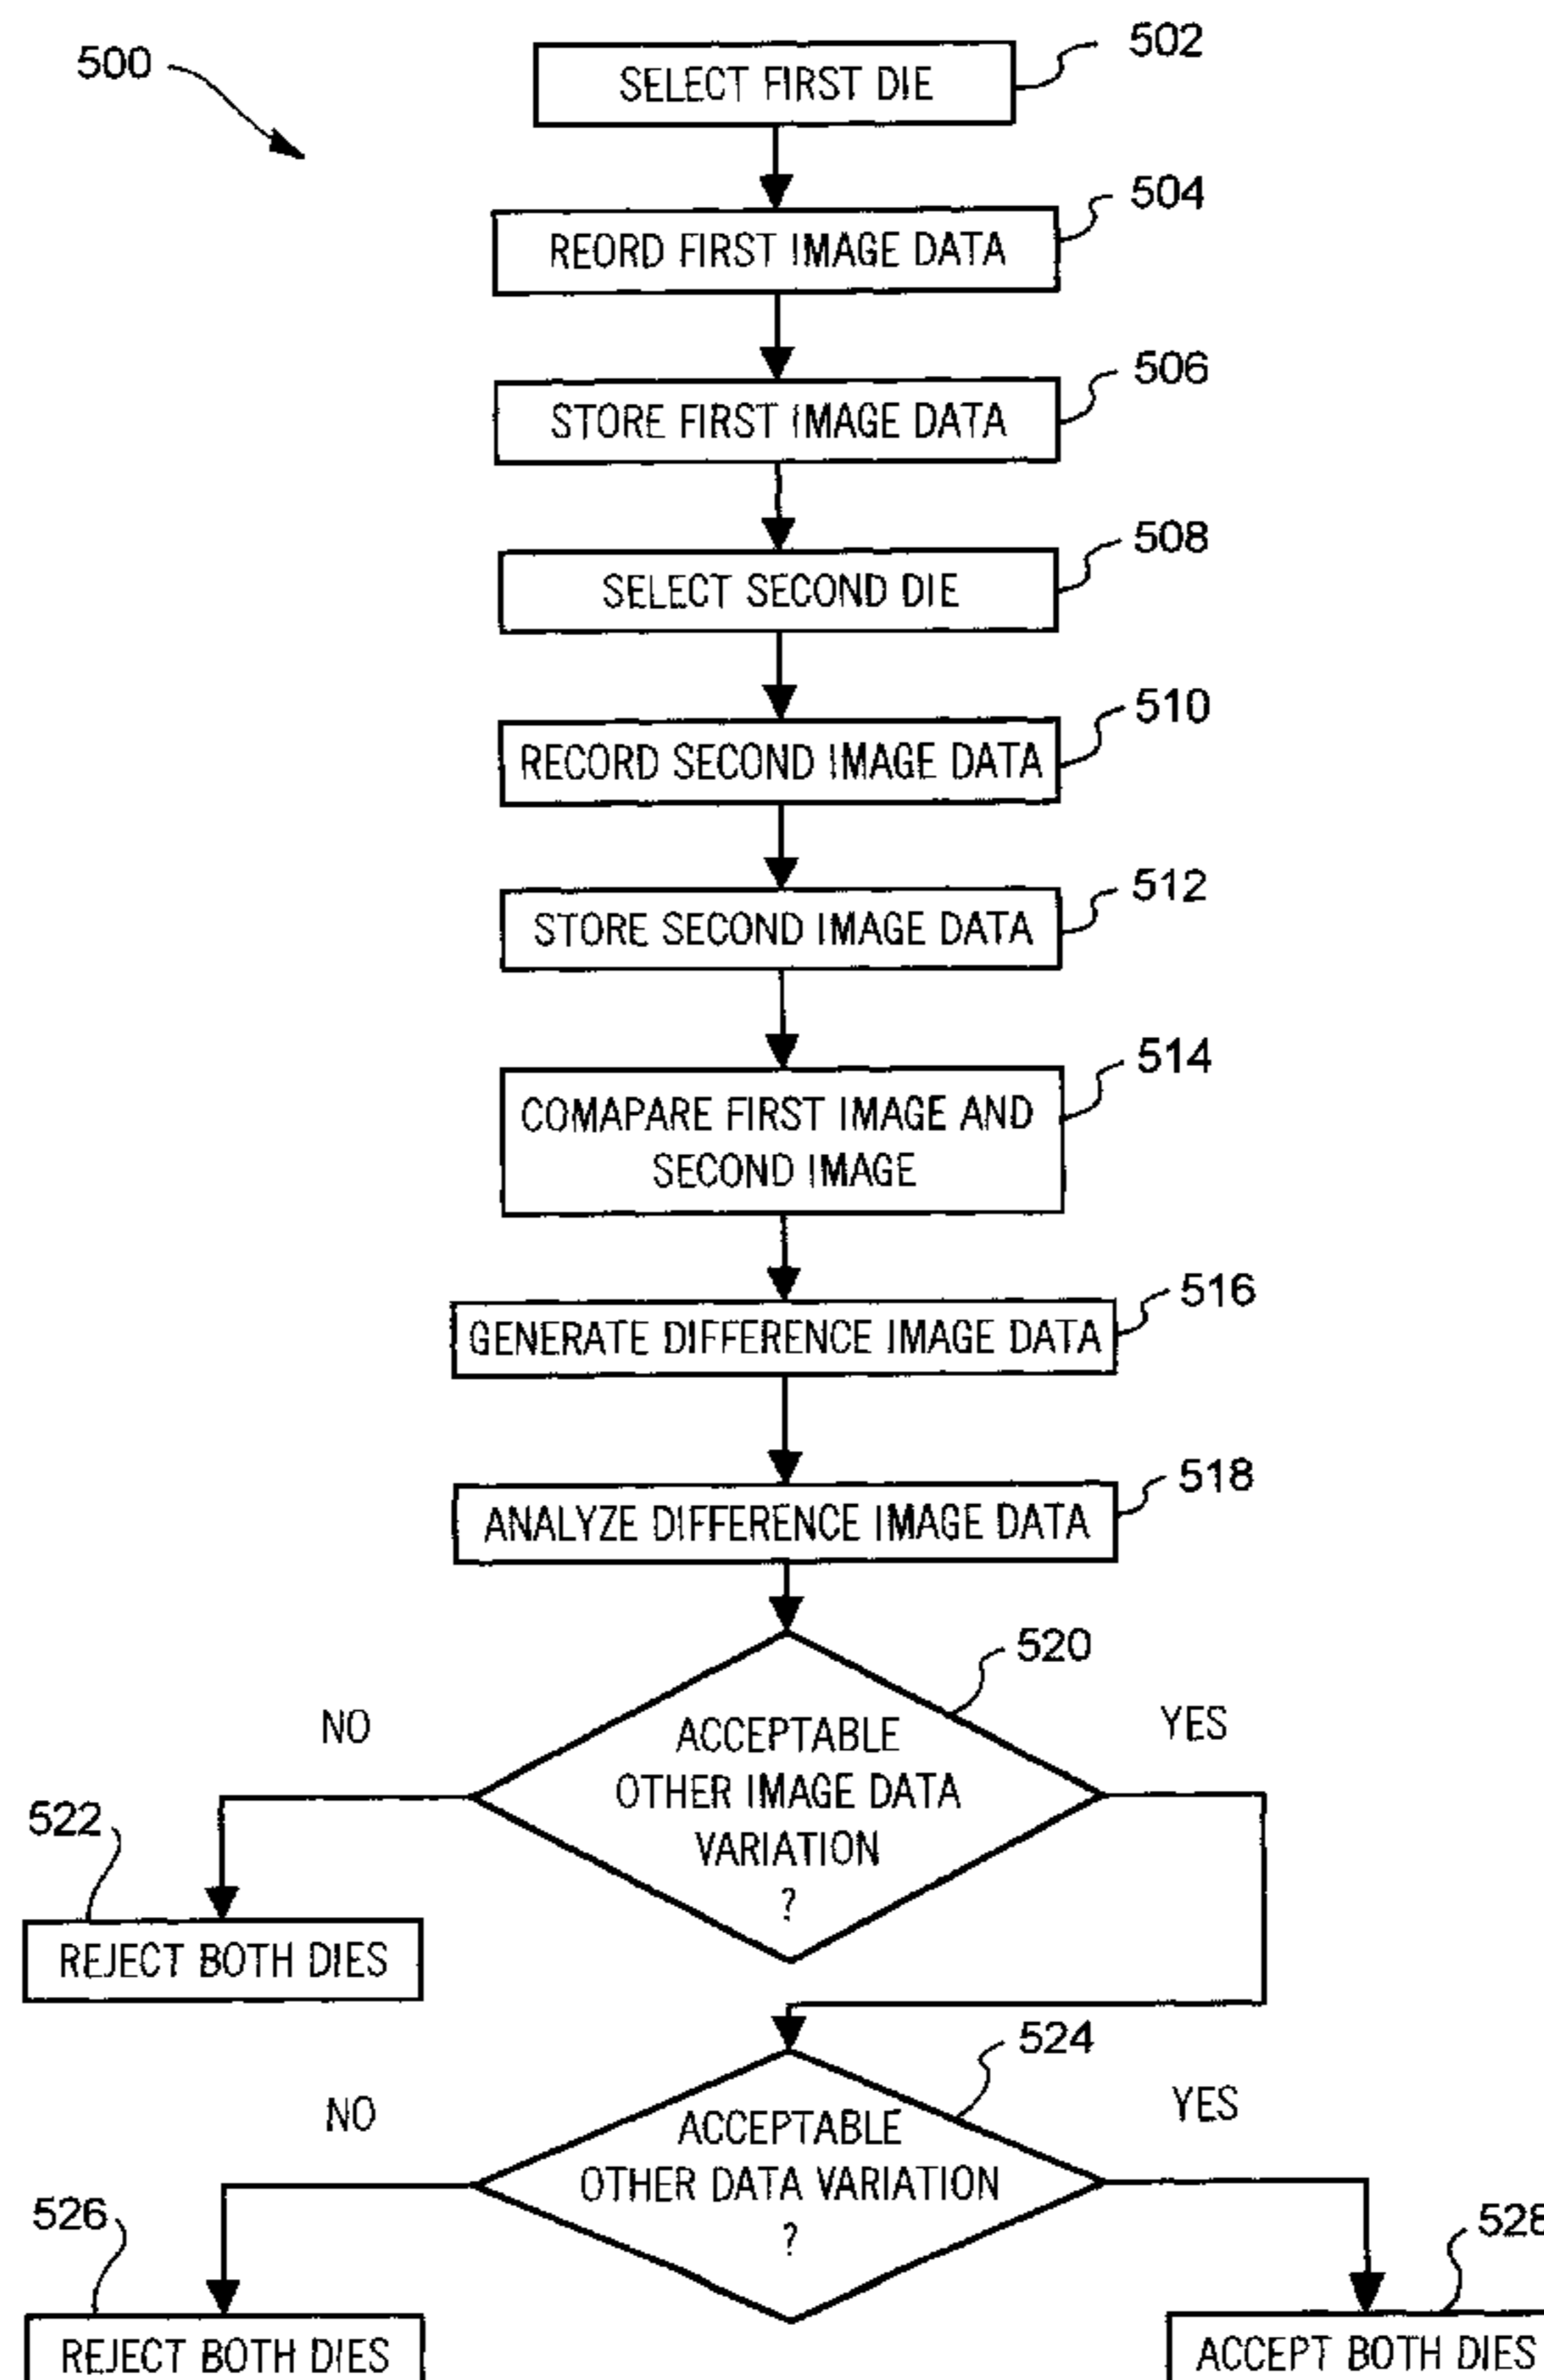 500
502
SELECT FIRST DIE
504
REORD FIRST IMAGE DATA
506
STORE FIRST IMAGE DATA
508
SELECT SECOND DIE
510
RECORD SECOND IMAGE DATA
512
STORE SECOND IMAGE DATA
514
COMAPARE FIRST IMAGE AND
SECOND IMAGE
516
GENERATE DIFFERENCE IMAGE DATA
518
ANALYZE DIFFERENCE IMAGE DATA
520
NO
YES
ACCEPTABLE
OTHER IMAGE DATA
VARIATION
?
522
REJECT BOTH DIES
524
NO
YES
ACCEPTABLE
OTHER DATA VARIATION
?
526
528
REJECT BOTH DIES
ACCEPT BOTH DIES